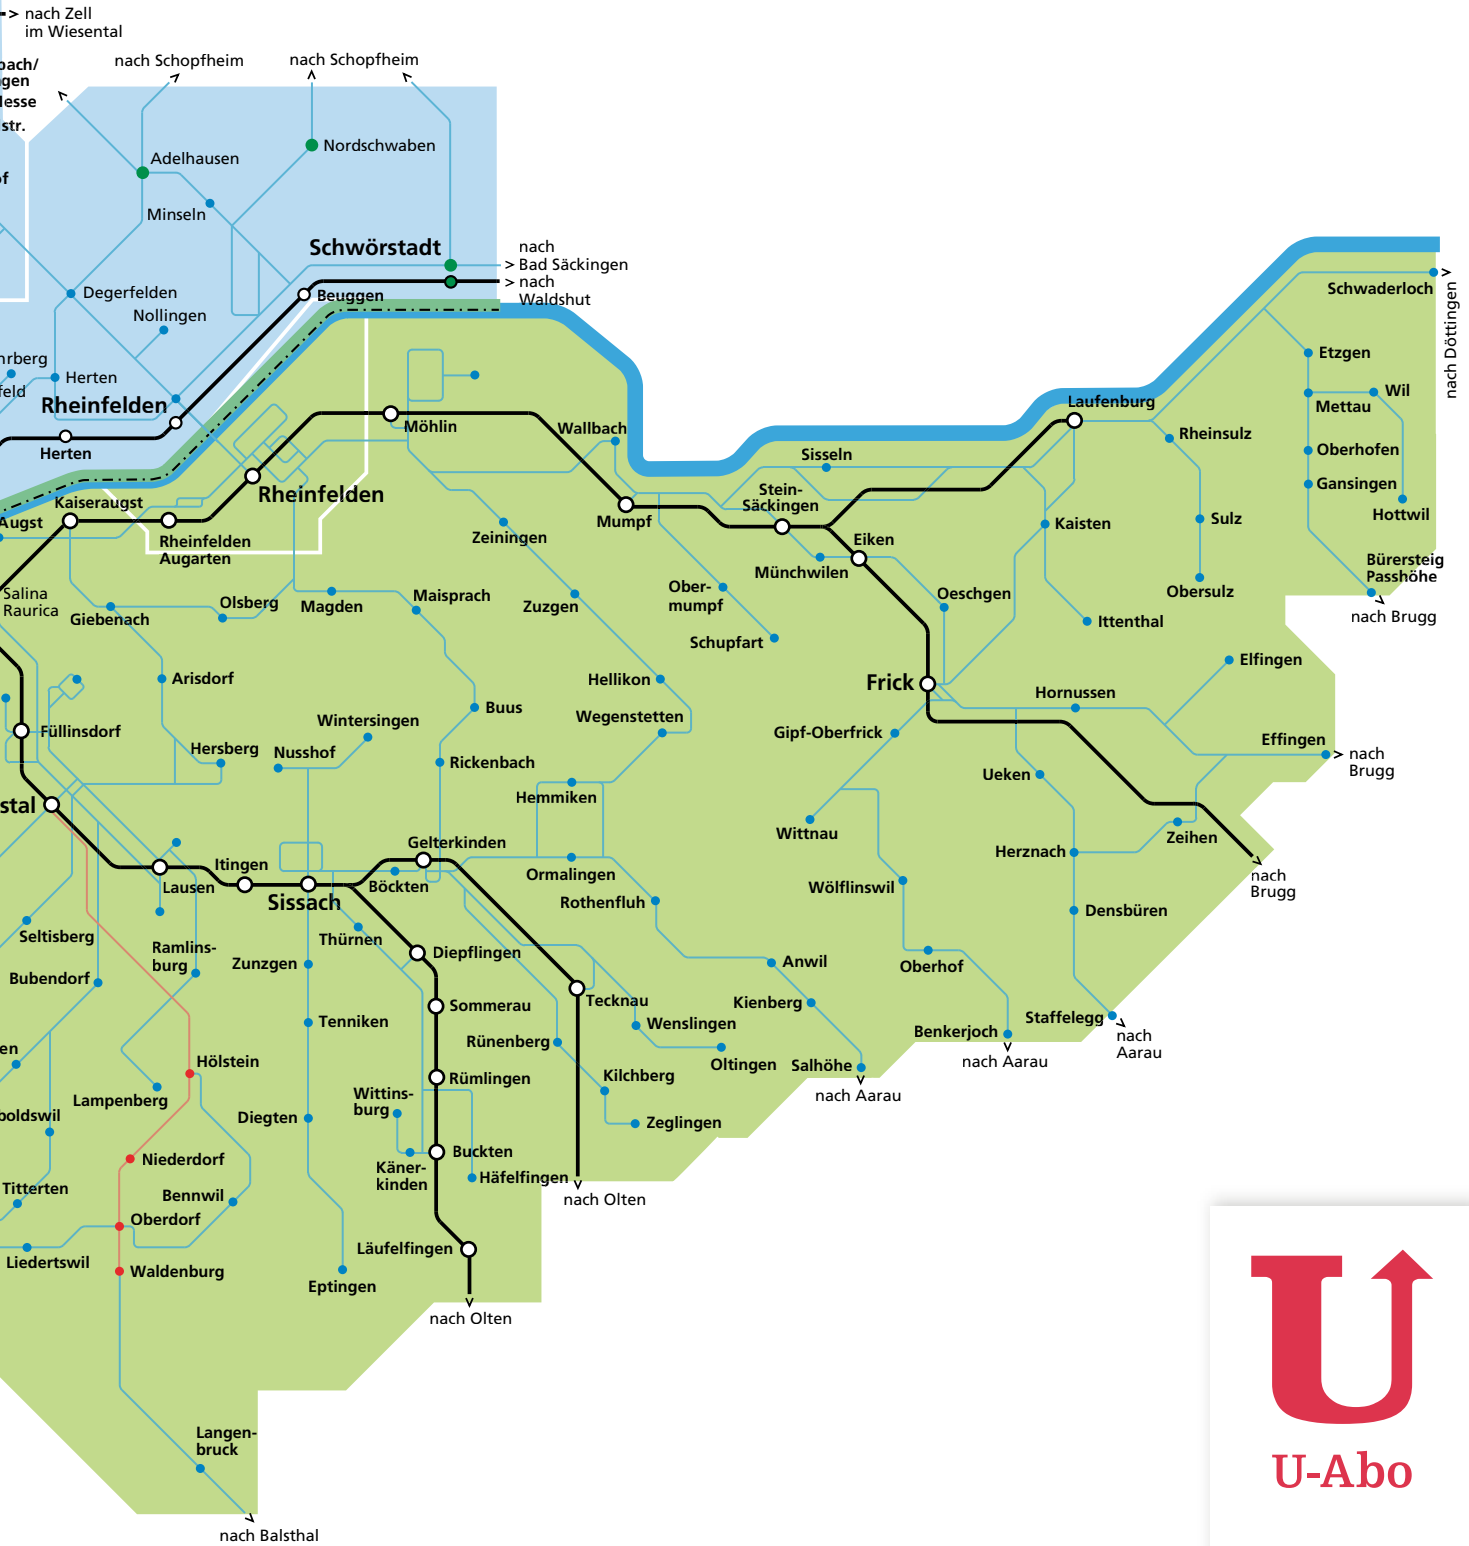 nach Zell
im Wiesental
nach Schopfheim
nach Schopfheim
Nordschwaben
Adelhausen
Minseln
Schwörstadt
nach
Bad Säckingen
nach
Waldshut
Beuggen
Degerfelden
Nollingen
Herten
Rheinfelden
Herten
Schwaderloch
nach Döttingen
Etzgen
Wil
Mettau
Oberhofen
Gansingen
Hottwil
Bürersteig
Passhöhe
nach Brugg
Laufenburg
Rheinsulz
Sulz
Obersulz
Möhlin
Wallbach
Sisseln
Stein-
Säckingen
Rheinfelden
Kaiseraugst
Augst
Rheinfelden
Augarten
Mumpf
Eiken
Kaisten
Zeiningen
Münchwilen
Salina
Raurica
Giebenach
Olsberg
Magden
Maisprach
Zuzgen
Ober-
mumpf
Schupfart
Oeschgen
Ittenthal
Elfingen
Arisdorf
Hellikon
Frick
Hornussen
Füllinsdorf
Wintersingen
Buus
Wegenstetten
Gipf-Oberfrick
Effingen
nach
Brugg
Hersberg
Nusshof
Rickenbach
Ueken
Hemmiken
Wittnau
Zeihen
Gelterkinden
Herznach
nach
Brugg
Lausen
Itingen
Sissach
Böckten
Ormalingen
Rothenfluh
Wölflinswil
Densbüren
Seltisberg
Ramlins-
burg
Thürnen
Diepflingen
Bubendorf
Zunzgen
Anwil
Oberhof
Sommerau
Tecknau
Kienberg
Staffelegg
nach
Aarau
Tenniken
Wenslingen
Benkerjoch
nach Aarau
Rünenberg
Oltingen
Salhöhe
nach Aarau
Hölstein
Lampenberg
Rümlingen
Kilchberg
Wittins-
burg
Diegten
Zeglingen
Niederdorf
Buckten
Käner-
kinden
Häfelfingen
nach Olten
Titterten
Bennwil
Oberdorf
Liedertswil
Waldenburg
Läufelfingen
Eptingen
nach Olten
Langen-
bruck
nach Balsthal
U-Abo